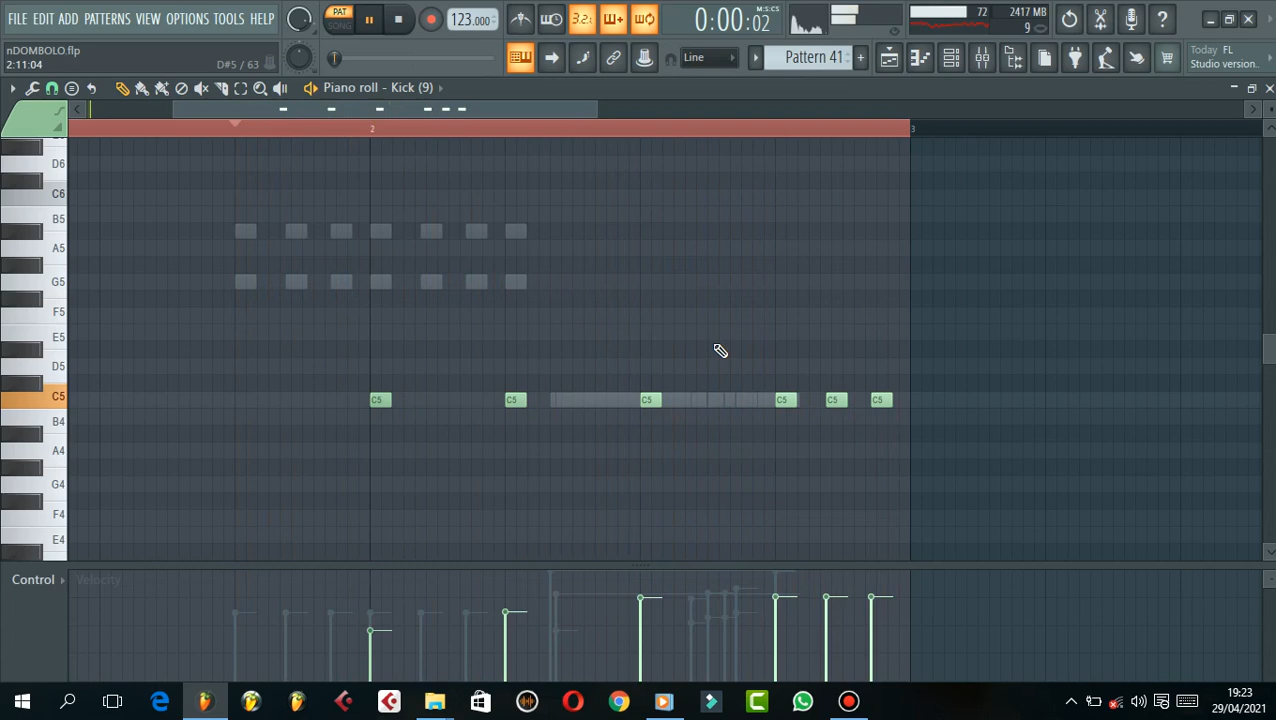 FILE EDIT ADD PATTERNS VIEW OPTIONS TOOLS HELP
PAT
SONG
123.000
3.2
0:00:02
M:S:CS
72
2417 MB
9
nDOMBOLO.flp
2:11:04
D#5 / 63
Line
Pattern 41
Today: FL
Studio version..
Piano roll - Kick (9)
2
3
D6
C6
B5
A5
G5
F5
E5
D5
C5
C5
C5
C5
C5
C5
C5
B4
A4
G4
F4
E4
Control
Velocity
19:23
29/04/2021